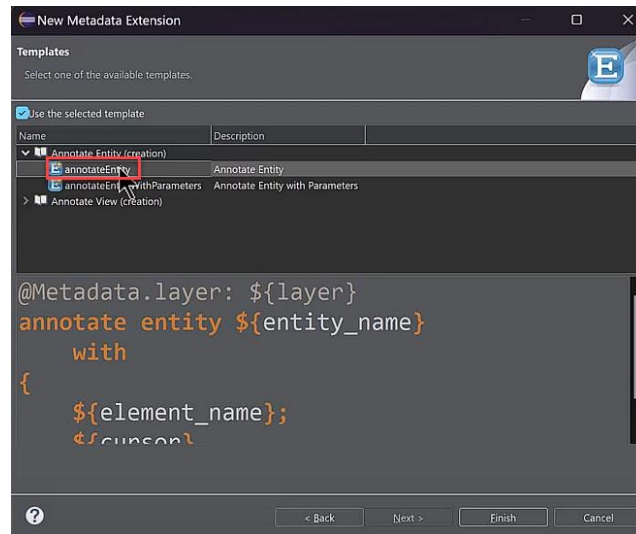 New Metadata Extension
Templates
Select one of the available templates.
Use the selected template
Name Description
Annotate Entity (creation)
annotateEntity Annotate Entity
annotateEntityWithParameters Annotate Entity with Parameters
Annotate View (creation)
@Metadata.layer: ${layer}
annotate entity ${entity_name}
with
{
${element_name};
${cursor}
< Back Next > Finish Cancel